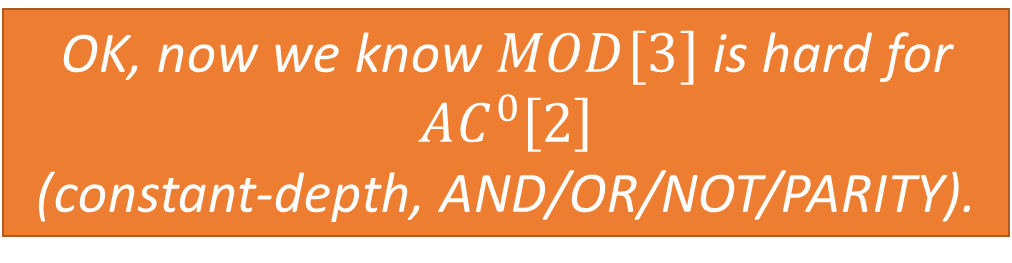 OK, now we know MOD[3] is hard for
AC⁰[2]
(constant-depth, AND/OR/NOT/PARITY).